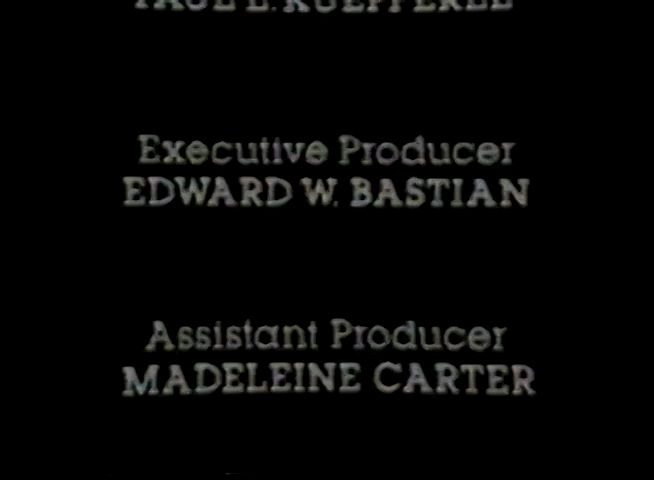 Executive Producer
EDWARD W. BASTIAN
Assistant Producer
MADELEINE CARTER